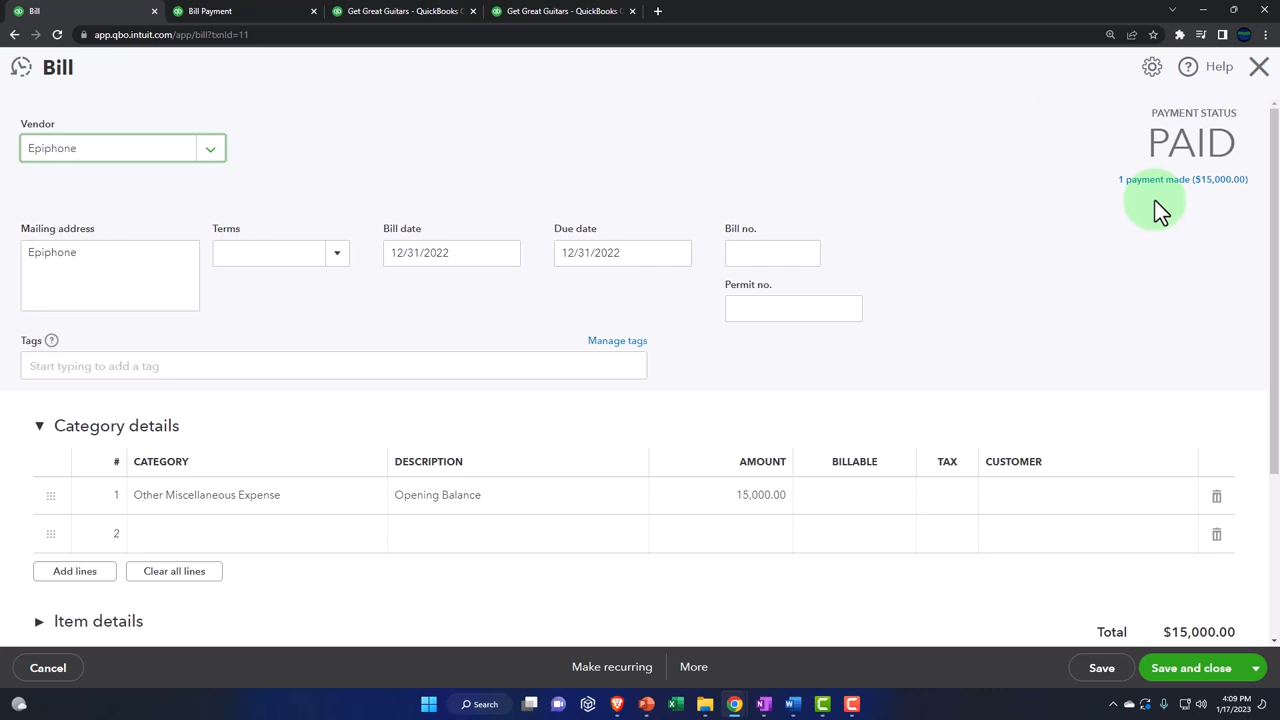 Bill
Bill Payment
Get Great Guitars - QuickBooks C
Get Great Guitars - QuickBooks C
app.qbo.intuit.com/app/bill?txnId=11
Bill
Help
Vendor
Epiphone
PAYMENT STATUS
PAID
1 payment made ($15,000.00)
Mailing address
Terms
Bill date
Due date
Bill no.
Epiphone
12/31/2022
12/31/2022
Permit no.
Tags
Manage tags
Start typing to add a tag
Category details
# CATEGORY DESCRIPTION AMOUNT BILLABLE TAX CUSTOMER
1 Other Miscellaneous Expense Opening Balance 15,000.00
2
Add lines
Clear all lines
Item details
Total $15,000.00
Cancel
Make recurring
More
Save
Save and close
Search
4:09 PM
1/17/2023